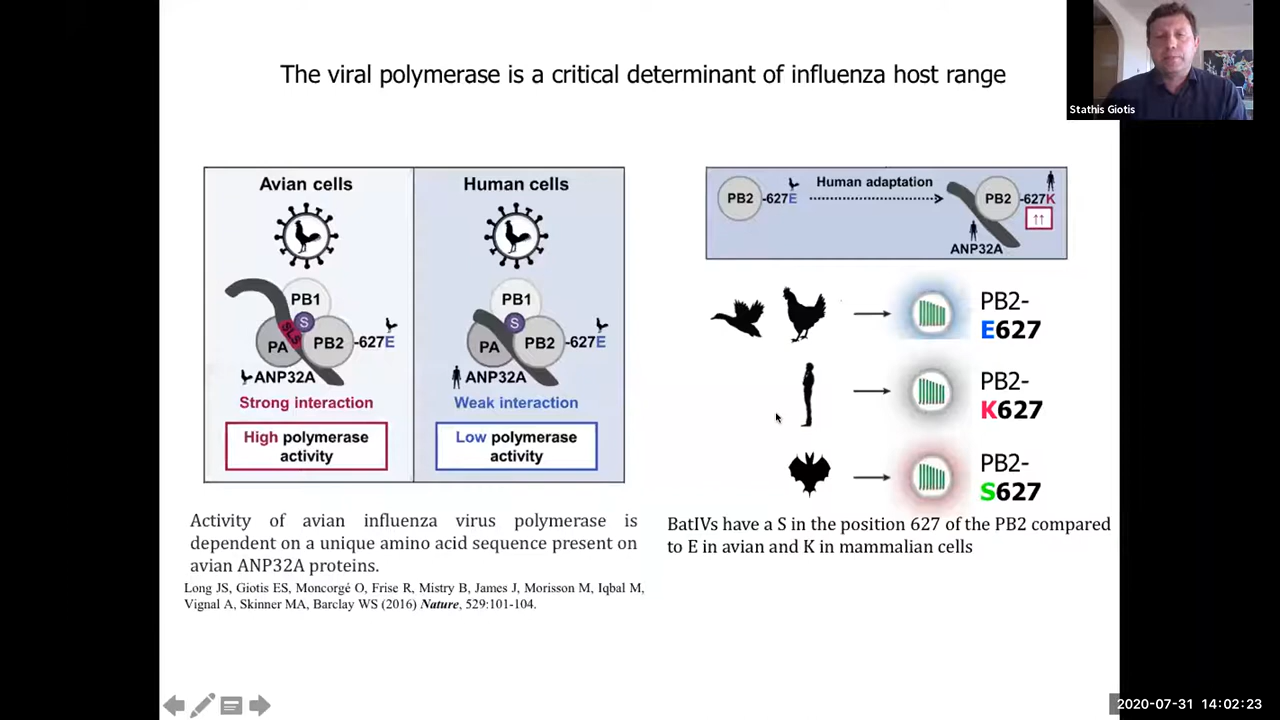 The viral polymerase is a critical determinant of influenza host range
Stathis Giotis
Avian cells
PB1
S
SLS
PA
PB2
-627E
ANP32A
Strong interaction
High polymerase
activity
Human cells
PB1
S
PA
PB2
-627E
ANP32A
Weak interaction
Low polymerase
activity
Activity of avian influenza virus polymerase is
dependent on a unique amino acid sequence present on
avian ANP32A proteins.
Long JS, Giotis ES, Moncorgé O, Frise R, Mistry B, James J, Morisson M, Iqbal M,
Vignal A, Skinner MA, Barclay WS (2016) Nature, 529:101-104.
PB2
-627E
Human adaptation
PB2
-627K
↑↑
ANP32A
PB2-
E627
PB2-
K627
PB2-
S627
BatIVs have a S in the position 627 of the PB2 compared
to E in avian and K in mammalian cells
2020-07-31 14:02:23